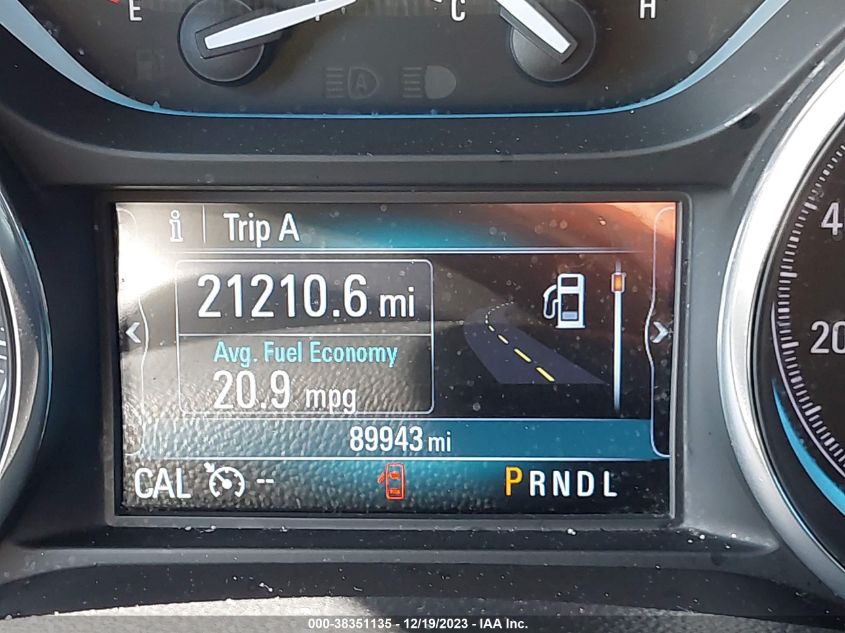 E F C H
A
i Trip A
21210.6 mi
Avg. Fuel Economy
20.9 mpg
89943 mi
CAL -- PRNDL
20
000-38351135 - 12/19/2023 - IAA Inc.